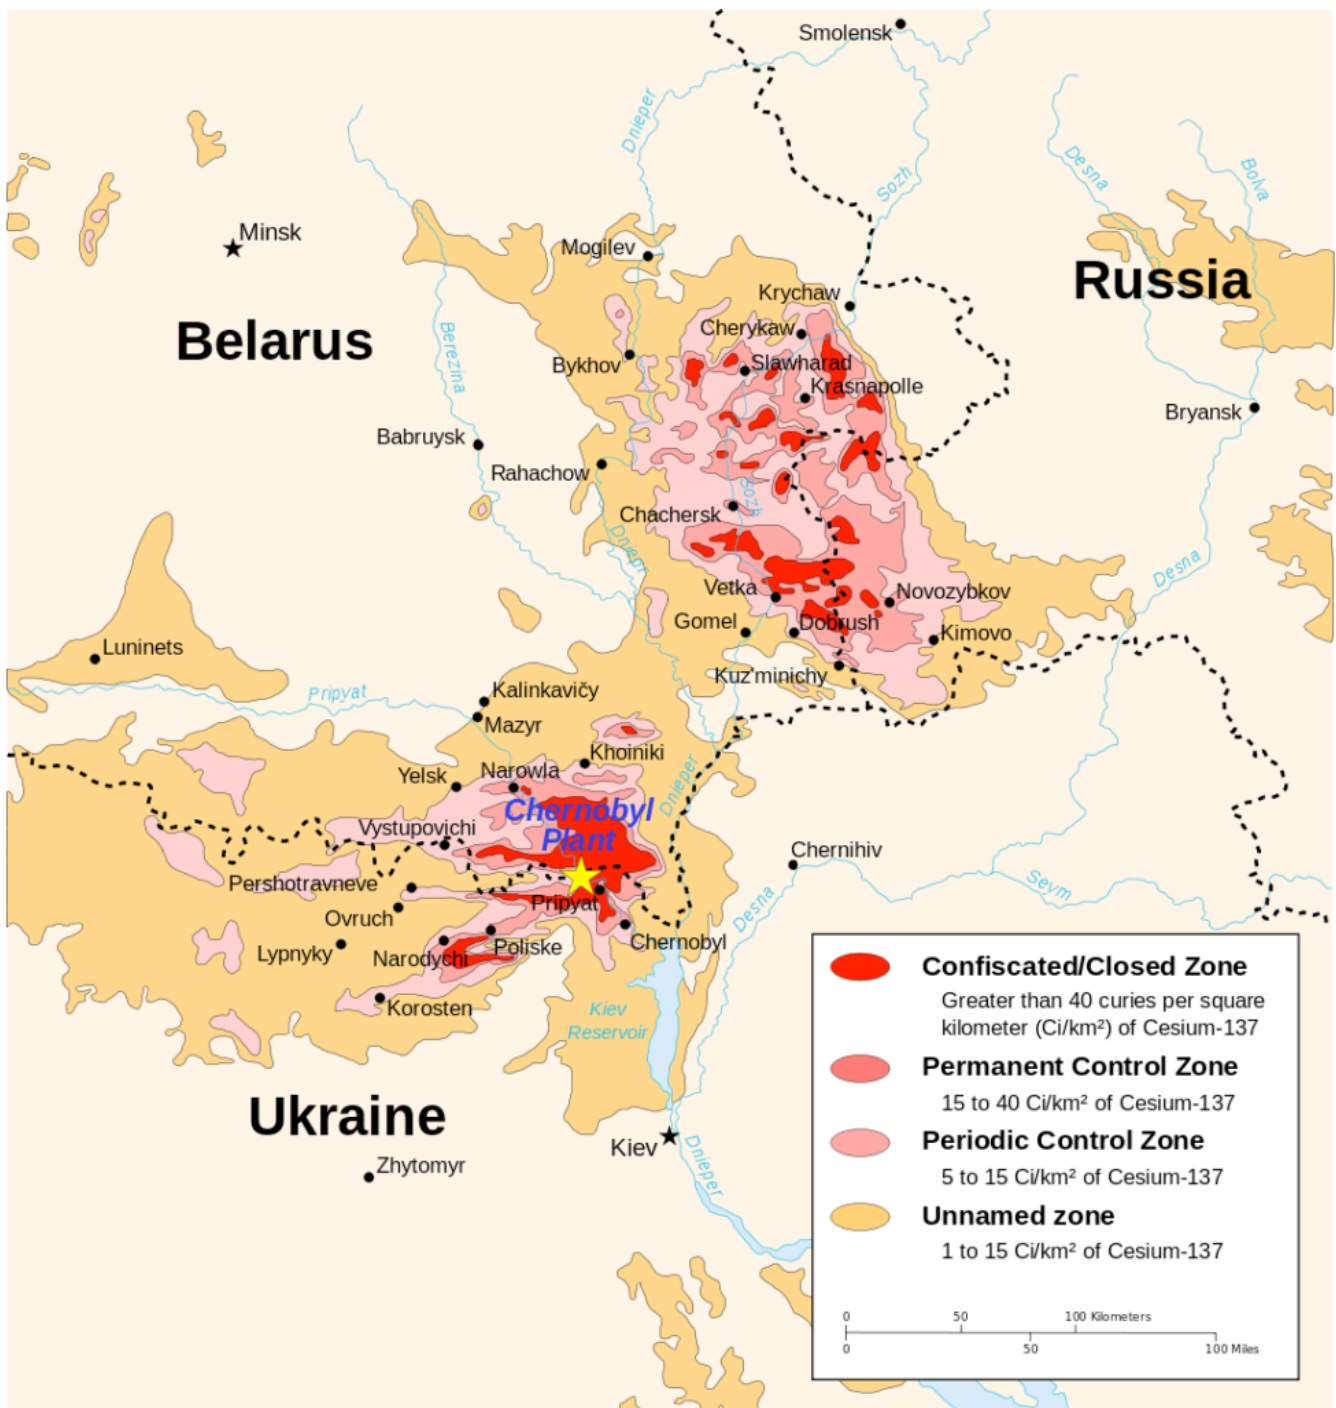 Smolensk
Dnieper
Sozh
Desna
Bolva
Minsk
Mogilev
Russia
Krychaw
Belarus
Cherykaw
Berezina
Bykhov
Slawharad
Krasnapolle
Bryansk
Babruysk
Rahachow
Sozh
Chachersk
Dniepr
Desna
Vetka
Novozybkov
Gomel
Dobrush
Kimovo
Luninets
Kuz'minichy
Pripyat
Kalinkavičy
Mazyr
Khoiniki
Narowla
Yelsk
Dnieper
Chernobyl
Plant
Vystupovichi
Chernihiv
Pershotravneve
Seym
Pripyat
Desna
Ovruch
Chernobyl
Lypnyky
Narodychi
Poliske
Korosten
Kiev
Reservoir
Ukraine
Kiev
Dnieper
Zhytomyr
Confiscated/Closed Zone
Greater than 40 curies per square
kilometer (Ci/km²) of Cesium-137
Permanent Control Zone
15 to 40 Ci/km² of Cesium-137
Periodic Control Zone
5 to 15 Ci/km² of Cesium-137
Unnamed zone
1 to 15 Ci/km² of Cesium-137
0 50 100 Kilometers
0 50 100 Miles